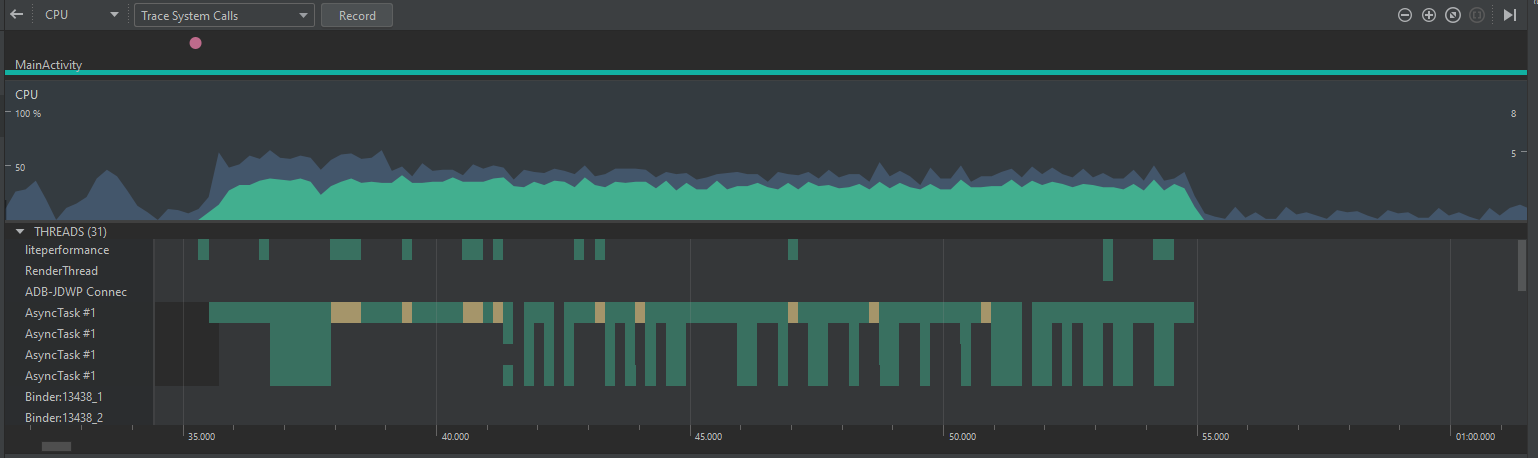 CPU Trace System Calls Record
MainActivity
CPU
100 % 8
50 5
THREADS (31)
liteperformance
RenderThread
ADB-JDWP Connec
AsyncTask #1
AsyncTask #1
AsyncTask #1
AsyncTask #1
Binder:13438_1
Binder:13438_2
35.000 40.000 45.000 50.000 55.000 01:00.000